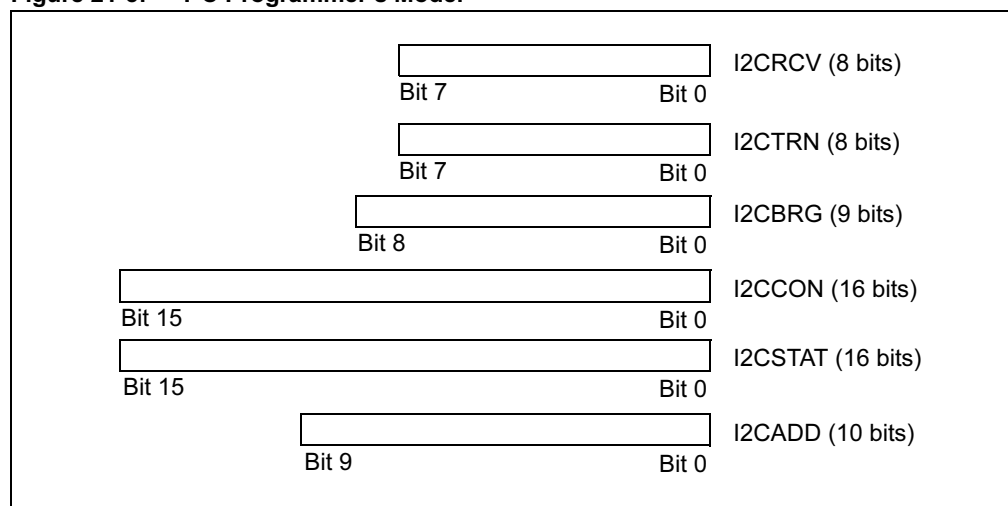 I2CRCV (8 bits)
Bit 7 Bit 0
I2CTRN (8 bits)
Bit 7 Bit 0
I2CBRG (9 bits)
Bit 8 Bit 0
I2CCON (16 bits)
Bit 15 Bit 0
I2CSTAT (16 bits)
Bit 15 Bit 0
I2CADD (10 bits)
Bit 9 Bit 0